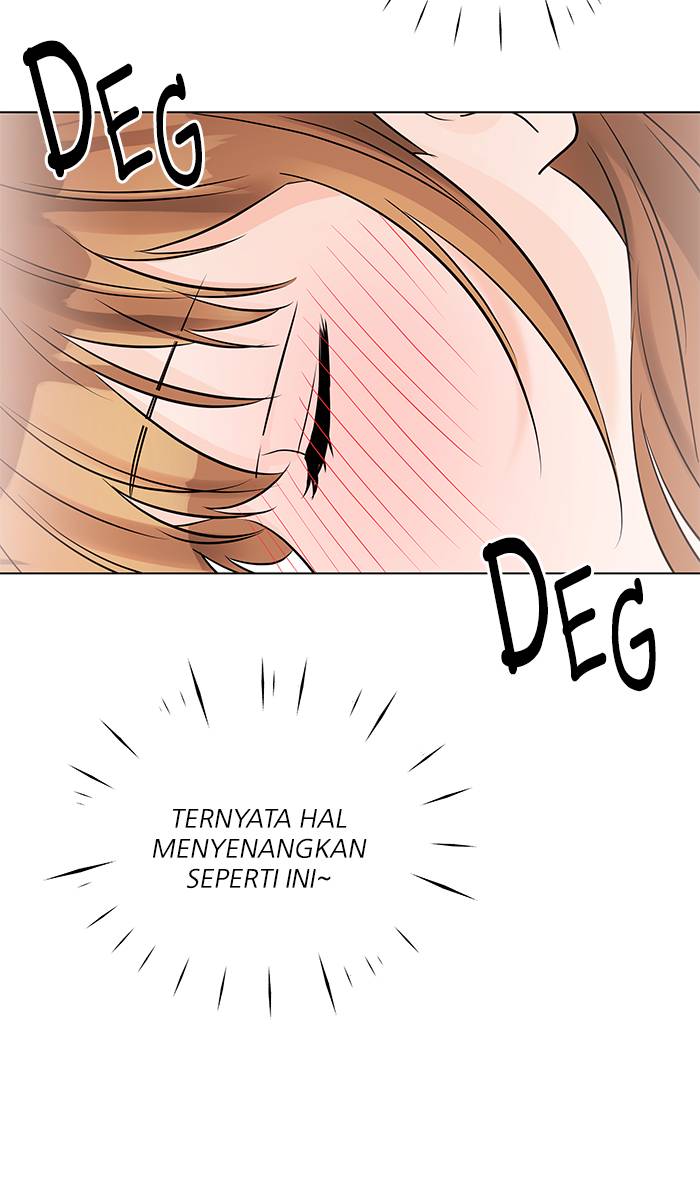 DEG
DEG
TERNYATA HAL
MENYENANGKAN
SEPERTI INI~